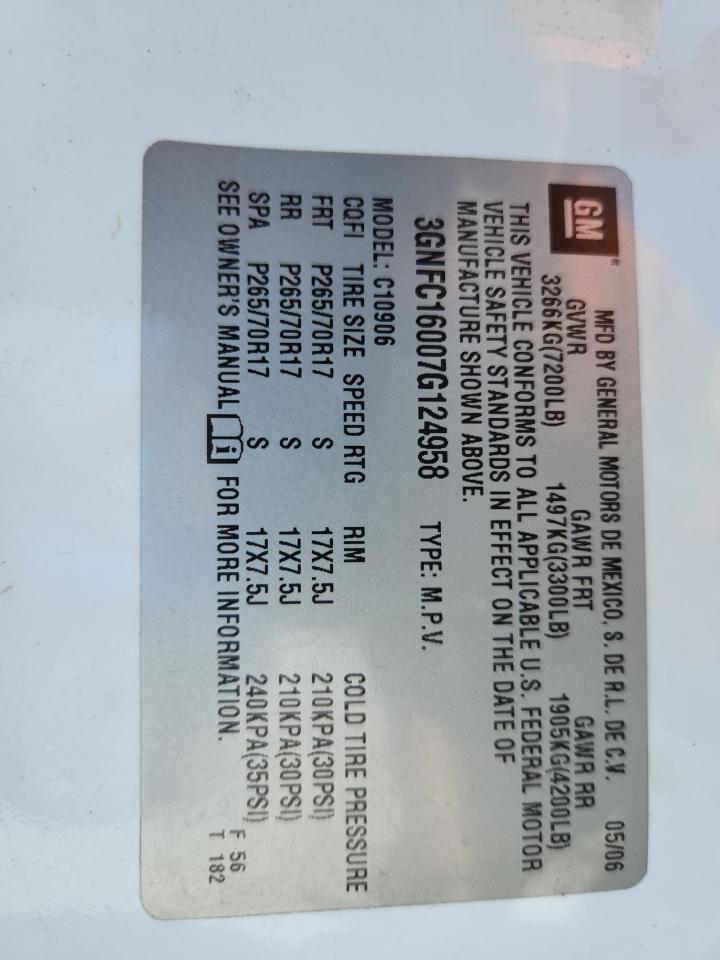 GM®
MFD BY GENERAL MOTORS DE MEXICO, S. DE R.L. DE C.V. 05/06
GVWR GAWR FRT GAWR RR
3266KG(7200LB) 1497KG(3300LB) 1905KG(4200LB)
THIS VEHICLE CONFORMS TO ALL APPLICABLE U.S. FEDERAL MOTOR
VEHICLE SAFETY STANDARDS IN EFFECT ON THE DATE OF
MANUFACTURE SHOWN ABOVE.
3GNFC16007G124958 TYPE: M.P.V.
MODEL: C10906
CQFI TIRE SIZE SPEED RTG RIM COLD TIRE PRESSURE
FRT P265/70R17 S 17X7.5J 210KPA(30PSI)
RR P265/70R17 S 17X7.5J 210KPA(30PSI)
SPA P265/70R17 S 17X7.5J 240KPA(35PSI)
SEE OWNER'S MANUAL i FOR MORE INFORMATION.
F 56
T 182